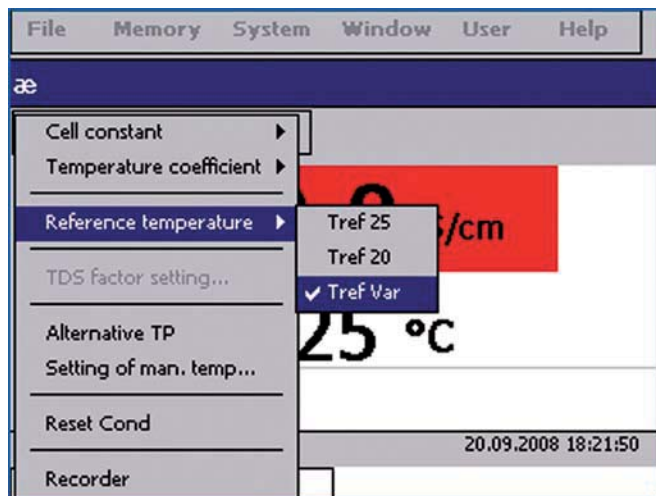 File Memory System Window User Help
æ
Cell constant
Temperature coefficient
Reference temperature
Tref 25
/cm
Tref 20
TDS factor setting...
Tref Var
Alternative TP
25 °C
Setting of man. temp...
Reset Cond
20.09.2008 18:21:50
Recorder